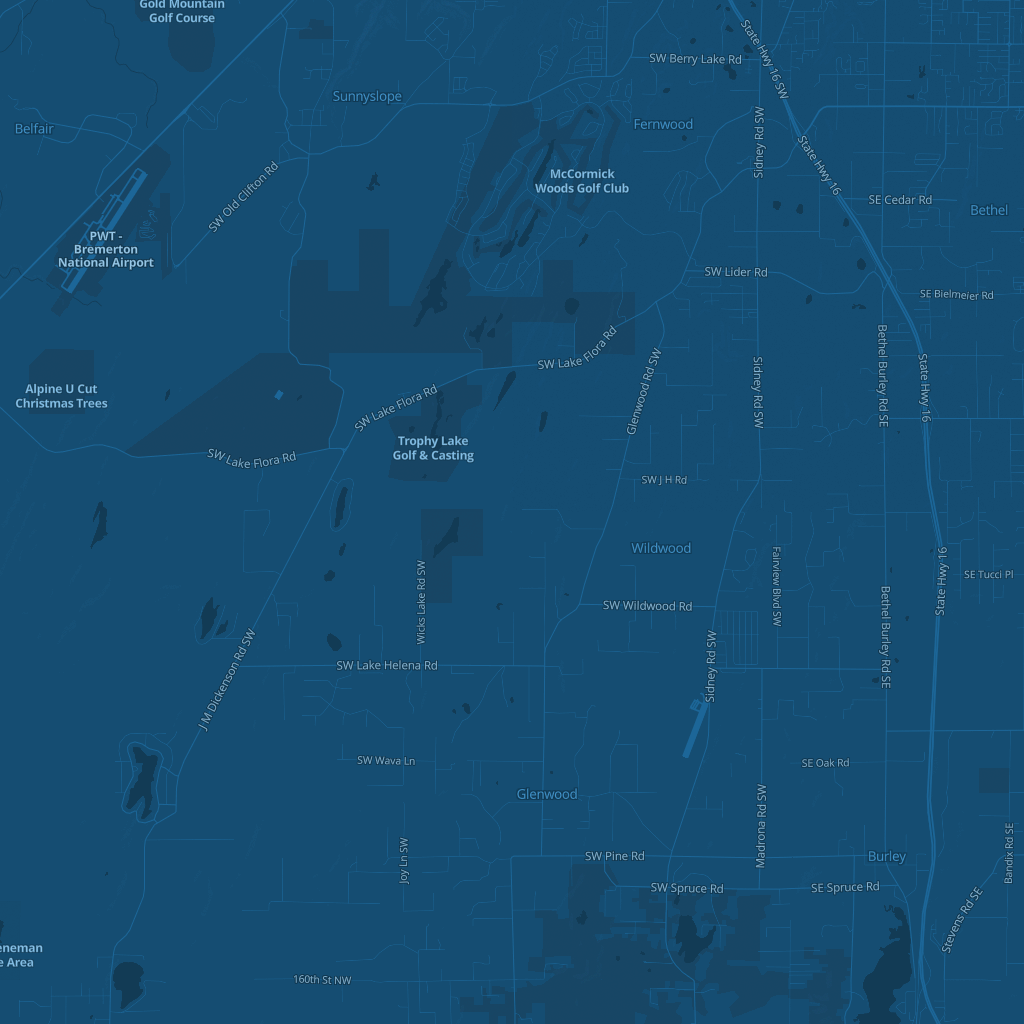 Gold Mountain
Golf Course
State Hwy 16 SW
SW Berry Lake Rd
Sunnyslope
Belfair
Fernwood
Sidney Rd SW
State Hwy 16
McCormick
Woods Golf Club
SW Old Clifton Rd
SE Cedar Rd
Bethel
PWT -
Bremerton
National Airport
SW Lider Rd
SE Bielmeier Rd
SW Lake Flora Rd
Bethel Burley Rd SE
State Hwy 16
Glenwood Rd SW
Sidney Rd SW
Alpine U Cut
Christmas Trees
SW Lake Flora Rd
Trophy Lake
Golf & Casting
SW Lake Flora Rd
SW J H Rd
Wildwood
Fairview Blvd SW
State Hwy 16
SE Tucci Pl
Wicks Lake Rd SW
SW Wildwood Rd
Bethel Burley Rd SE
J M Dickenson Rd SW
SW Lake Helena Rd
Sidney Rd SW
SW Wava Ln
SE Oak Rd
Glenwood
Madrona Rd SW
Joy Ln SW
SW Pine Rd
Burley
Bandix Rd SE
SW Spruce Rd
SE Spruce Rd
Stevens Rd SE
eneman
e Area
160th St NW